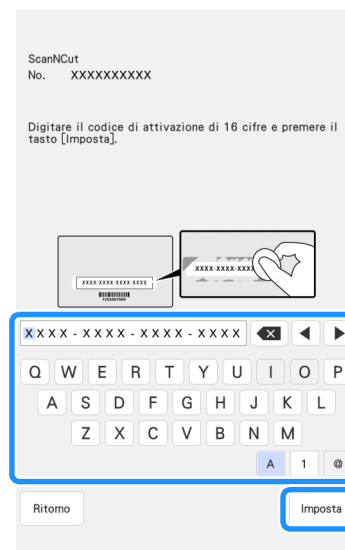 ScanNCut
No. XXXXXXXXXX
Digitare il codice di attivazione di 16 cifre e premere il
tasto [Imposta].
XXXX-XXXX-XXXX-XXXX
XXXX-XXXX-XXXX
XXXX-XXXX-XXXX-XXXX
Q W E R T Y U I O P
A S D F G H J K L
Z X C V B N M
A 1 @
Ritorno Imposta